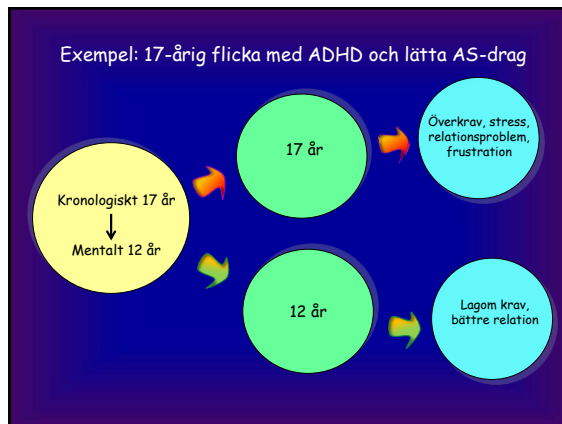 Exempel: 17-årig flicka med ADHD och lätta AS-drag
Kronologiskt 17 år
Mentalt 12 år
17 år
Överkrav, stress,
relationsproblem,
frustration
12 år
Lagom krav,
bättre relation